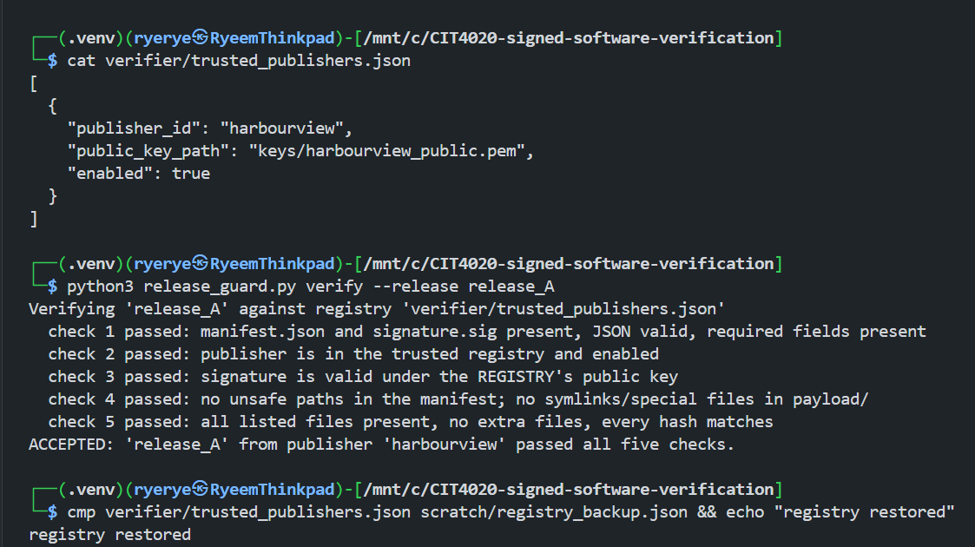 ┌──(.venv)(ryerye㉿RyeemThinkpad)-[/mnt/c/CIT4020-signed-software-verification]
└─$ cat verifier/trusted_publishers.json
[
  {
    "publisher_id": "harbourview",
    "public_key_path": "keys/harbourview_public.pem",
    "enabled": true
  }
]
┌──(.venv)(ryerye㉿RyeemThinkpad)-[/mnt/c/CIT4020-signed-software-verification]
└─$ python3 release_guard.py verify --release release_A
Verifying 'release_A' against registry 'verifier/trusted_publishers.json'
  check 1 passed: manifest.json and signature.sig present, JSON valid, required fields present
  check 2 passed: publisher is in the trusted registry and enabled
  check 3 passed: signature is valid under the REGISTRY's public key
  check 4 passed: no unsafe paths in the manifest; no symlinks/special files in payload/
  check 5 passed: all listed files present, no extra files, every hash matches
ACCEPTED: 'release_A' from publisher 'harbourview' passed all five checks.
┌──(.venv)(ryerye㉿RyeemThinkpad)-[/mnt/c/CIT4020-signed-software-verification]
└─$ cmp verifier/trusted_publishers.json scratch/registry_backup.json && echo "registry restored"
registry restored